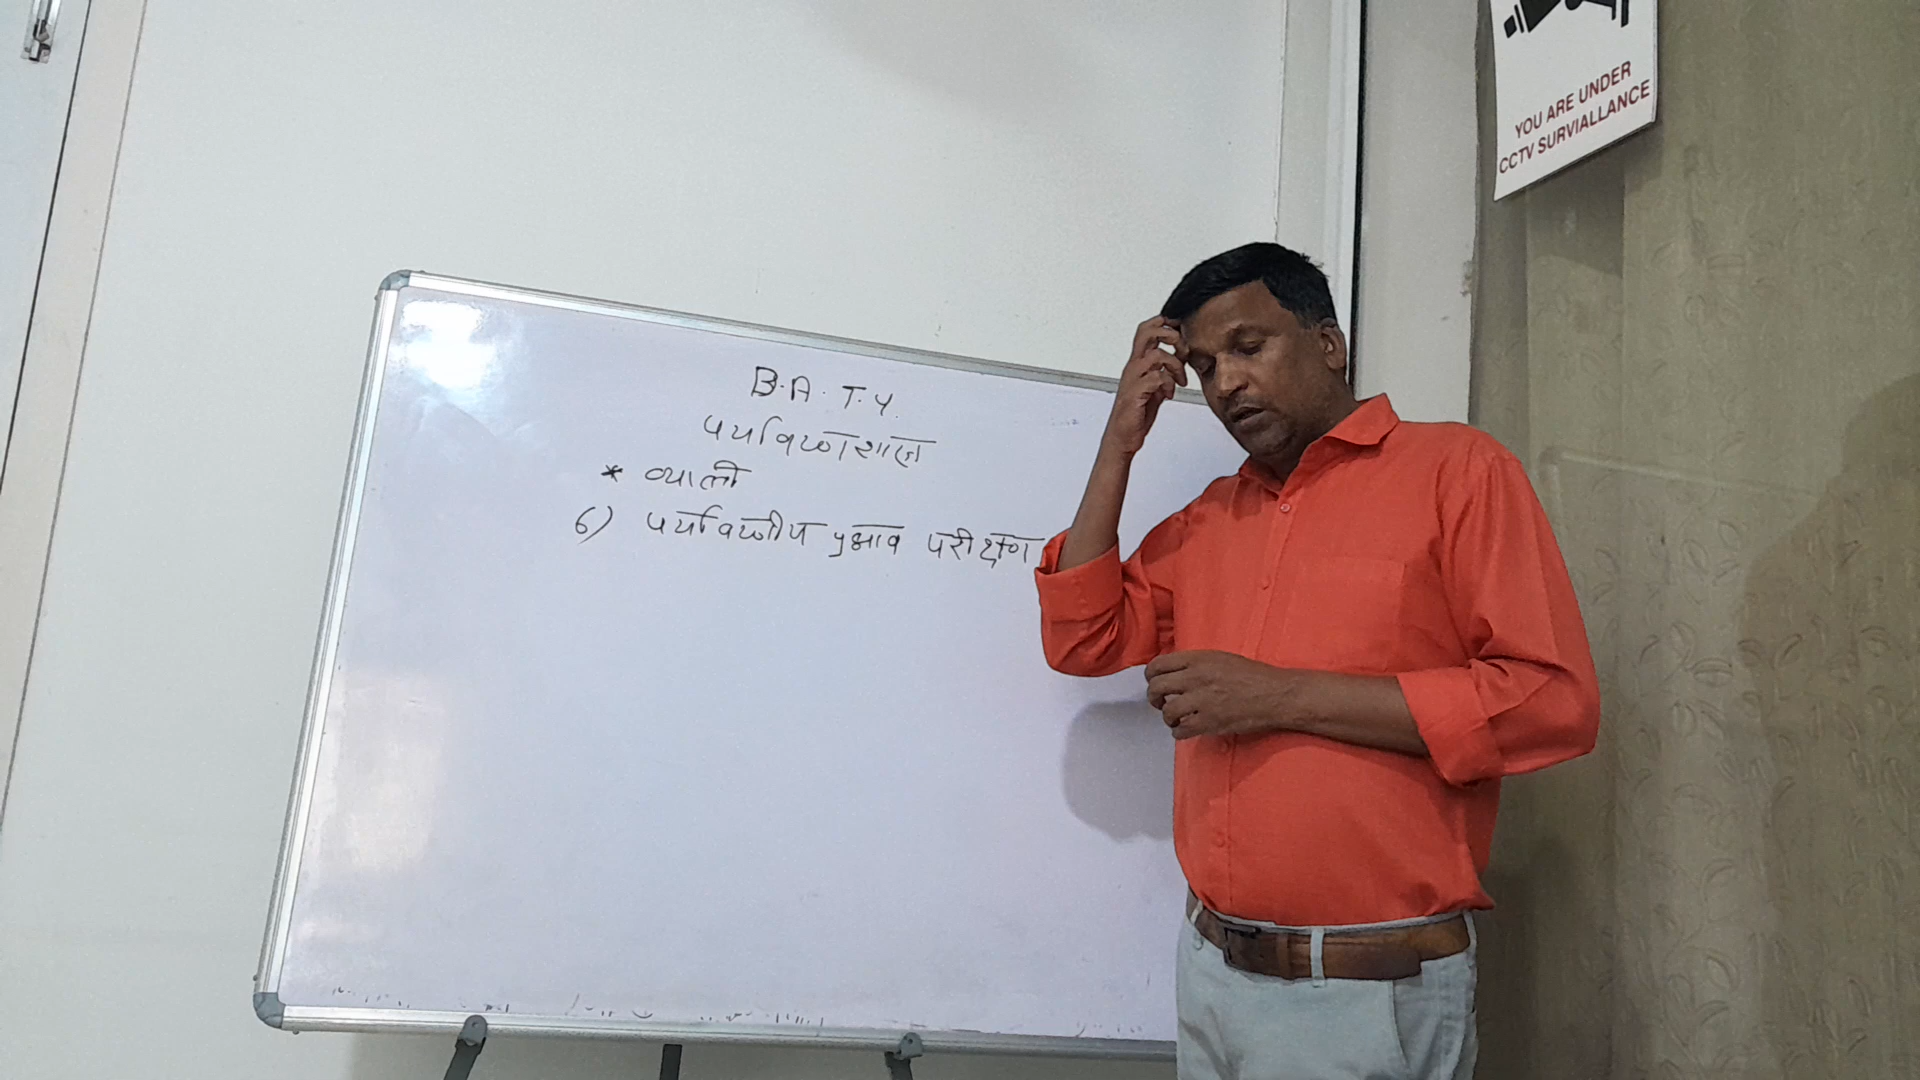 B.A. T.Y.
पर्यावरणशास्त्र
* व्याप्ती
6) पर्यावरणीय प्रभाव परीक्षण
YOU ARE UNDER
CCTV SURVIALLANCE